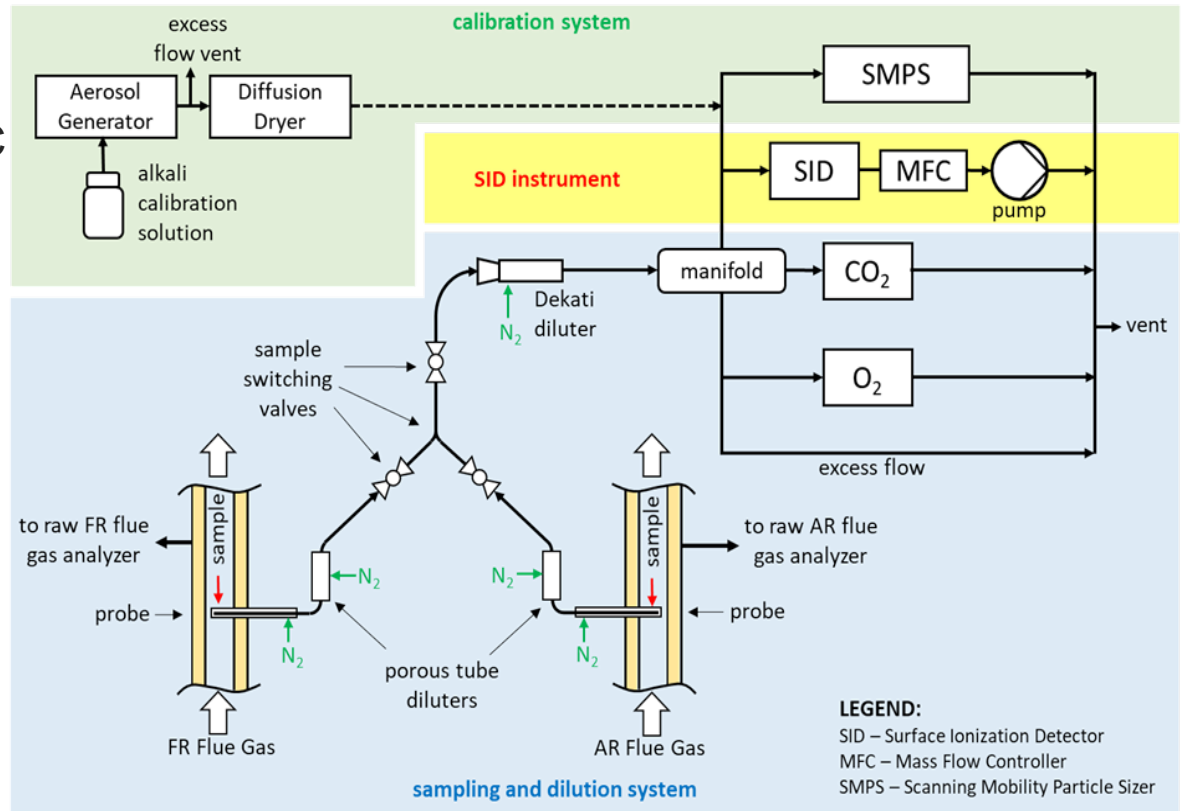 calibration system
excess
flow vent
Aerosol
Generator
Diffusion
Dryer
SMPS
C
alkali
calibration
solution
SID instrument
SID
MFC
pump
manifold
CO₂
Dekati
diluter
N₂
vent
sample
switching
valves
O₂
excess flow
to raw FR flue
gas analyzer
sample
N₂
N₂
sample
to raw AR flue
gas analyzer
probe
N₂
porous tube
diluters
N₂
probe
FR Flue Gas
AR Flue Gas
LEGEND:
SID – Surface Ionization Detector
MFC – Mass Flow Controller
SMPS – Scanning Mobility Particle Sizer
sampling and dilution system